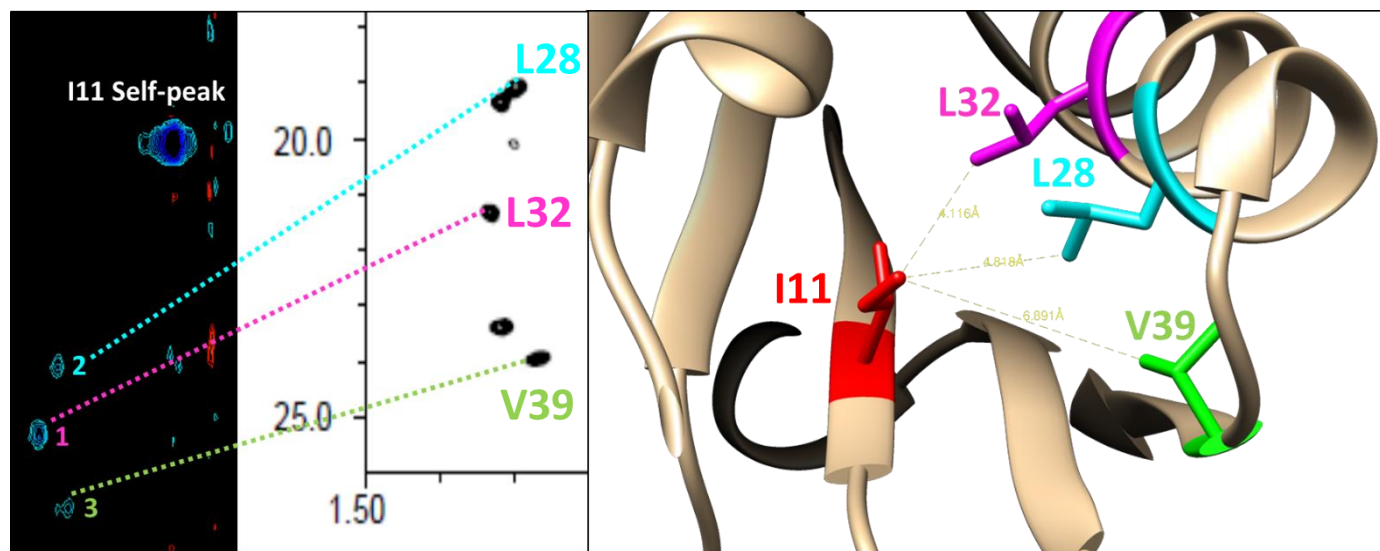 I11 Self-peak
2
1
3
20.0
25.0
1.50
L28
L32
V39
L32
L28
I11
V39
4.116Å
4.818Å
6.891Å